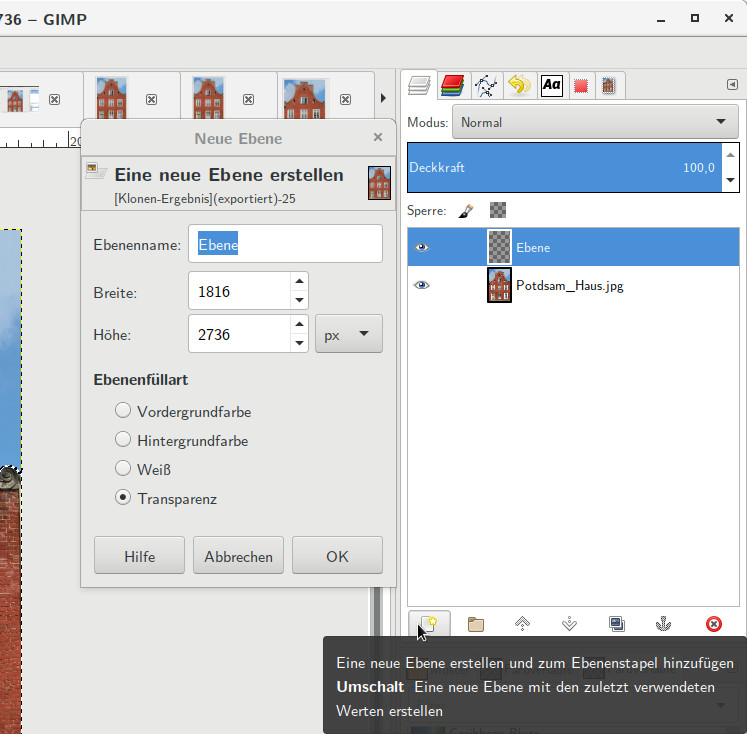 736 – GIMP
Aa
20
Modus: Normal
Deckkraft 100,0
Sperre:
Ebene
Potdsam_Haus.jpg
Neue Ebene
Eine neue Ebene erstellen
[Klonen-Ergebnis](exportiert)-25
Ebenenname: Ebene
Breite: 1816
Höhe: 2736 px
Ebenenfüllart
Vordergrundfarbe
Hintergrundfarbe
Weiß
Transparenz
Hilfe Abbrechen OK
Eine neue Ebene erstellen und zum Ebenenstapel hinzufügen
Umschalt Eine neue Ebene mit den zuletzt verwendeten
Werten erstellen